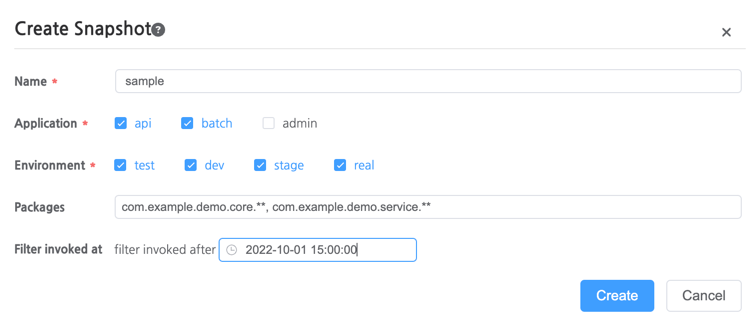 Create Snapshot ?
Name * sample
Application * api batch admin
Environment * test dev stage real
Packages com.example.demo.core.**, com.example.demo.service.**
Filter invoked at filter invoked after 2022-10-01 15:00:00
Create Cancel